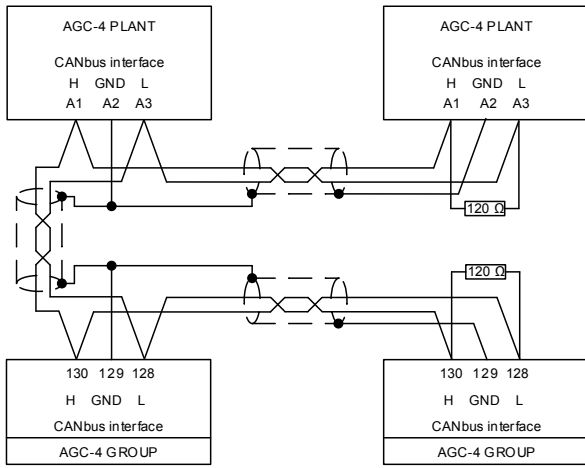 AGC-4 PLANT
CANbus interface
H GND L
A1 A2 A3
AGC-4 PLANT
CANbus interface
H GND L
A1 A2 A3
120 Ω
120 Ω
130 129 128
H GND L
CANbus interface
AGC-4 GROUP
130 129 128
H GND L
CANbus interface
AGC-4 GROUP